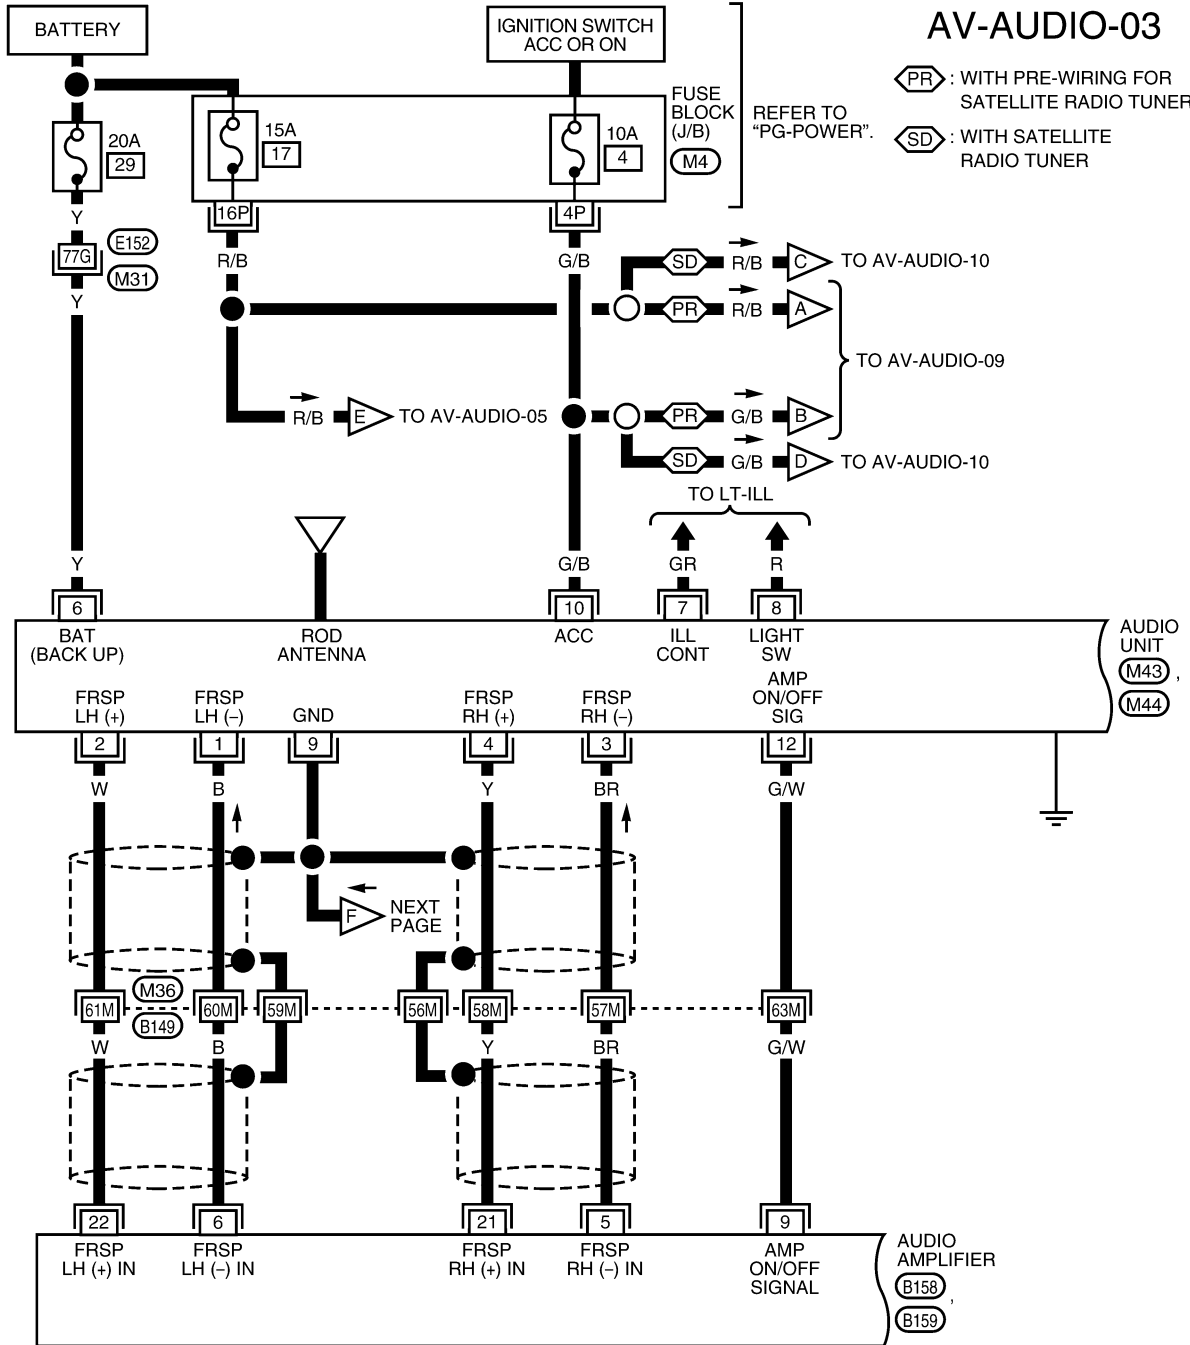 AV-AUDIO-03
BATTERY
IGNITION SWITCH
ACC OR ON
PR : WITH PRE-WIRING FOR
SATELLITE RADIO TUNER
SD : WITH SATELLITE
RADIO TUNER
FUSE
BLOCK
(J/B)
M4
REFER TO
“PG-POWER”.
20A
29
15A
17
10A
4
16P
4P
Y
77G
E152
M31
Y
R/B
G/B
SD
R/B
C
TO AV-AUDIO-10
PR
R/B
A
TO AV-AUDIO-09
R/B
E
TO AV-AUDIO-05
PR
G/B
B
SD
G/B
D
TO AV-AUDIO-10
TO LT-ILL
Y
G/B
GR
R
6
10
7
8
BAT
(BACK UP)
ROD
ANTENNA
ACC
ILL
CONT
LIGHT
SW
AUDIO
UNIT
M43 ,
M44
FRSP
LH (+)
FRSP
LH (–)
GND
FRSP
RH (+)
FRSP
RH (–)
AMP
ON/OFF
SIG
2
1
9
4
3
12
W
B
Y
BR
G/W
F
NEXT
PAGE
M36
B149
61M
60M
59M
56M
58M
57M
63M
W
B
Y
BR
G/W
22
6
21
5
9
FRSP
LH (+) IN
FRSP
LH (–) IN
FRSP
RH (+) IN
FRSP
RH (–) IN
AMP
ON/OFF
SIGNAL
AUDIO
AMPLIFIER
B158 ,
B159